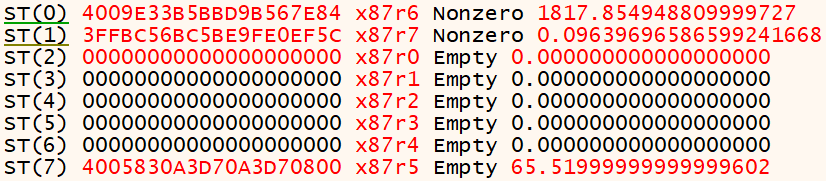 ST(0) 4009E33B5BBD9B567E84 x87r6 Nonzero 1817.854948809999727
ST(1) 3FFBC56BC5BE9FE0EF5C x87r7 Nonzero 0.09639696586599241668
ST(2) 00000000000000000000 x87r0 Empty 0.000000000000000000
ST(3) 00000000000000000000 x87r1 Empty 0.000000000000000000
ST(4) 00000000000000000000 x87r2 Empty 0.000000000000000000
ST(5) 00000000000000000000 x87r3 Empty 0.000000000000000000
ST(6) 00000000000000000000 x87r4 Empty 0.000000000000000000
ST(7) 4005830A3D70A3D70800 x87r5 Empty 65.51999999999999602